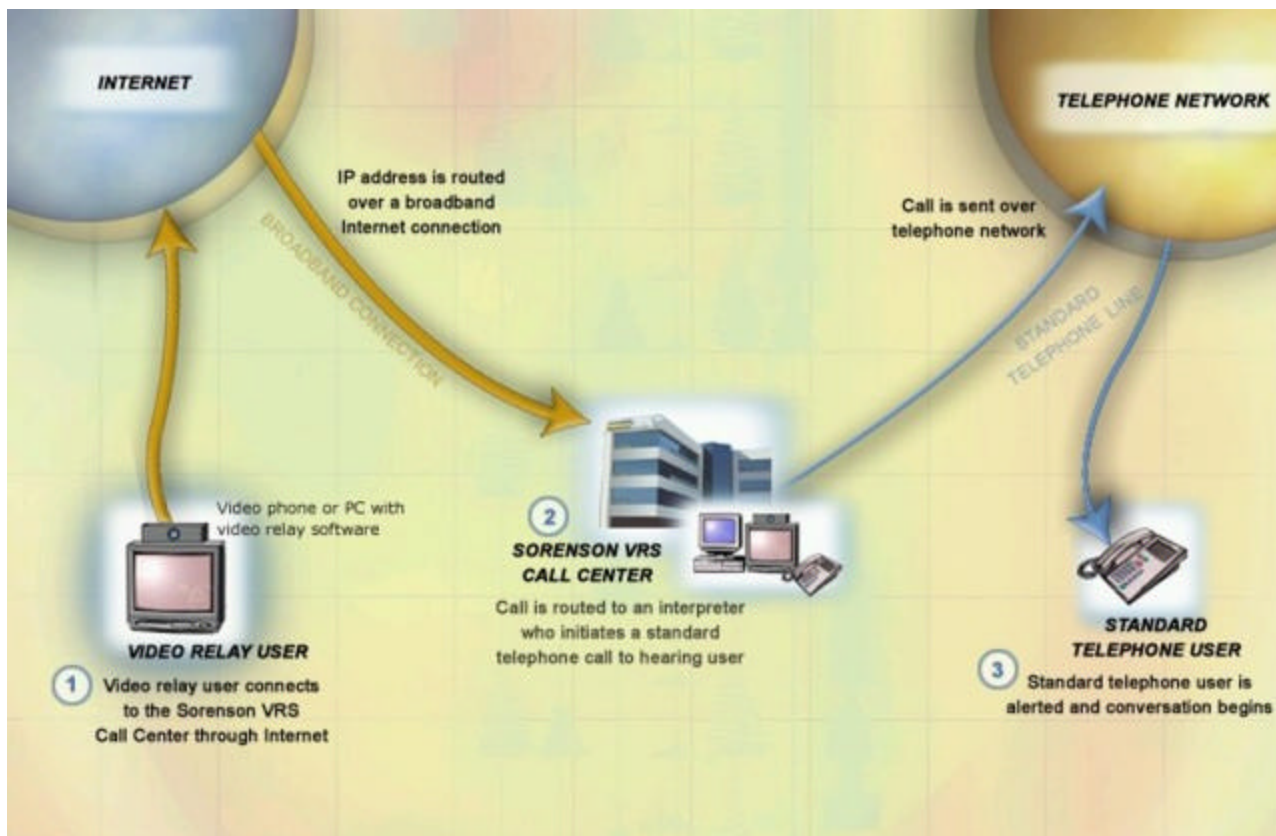 INTERNET
TELEPHONE NETWORK
IP address is routed
over a broadband
Internet connection
BROADBAND CONNECTION
Call is sent over
telephone network
STANDARD
TELEPHONE LINE
Video phone or PC with
video relay software
VIDEO RELAY USER
1
Video relay user connects
to the Sorenson VRS
Call Center through Internet
2
SORENSON VRS
CALL CENTER
Call is routed to an interpreter
who initiates a standard
telephone call to hearing user
STANDARD
TELEPHONE USER
3
Standard telephone user is
alerted and conversation begins